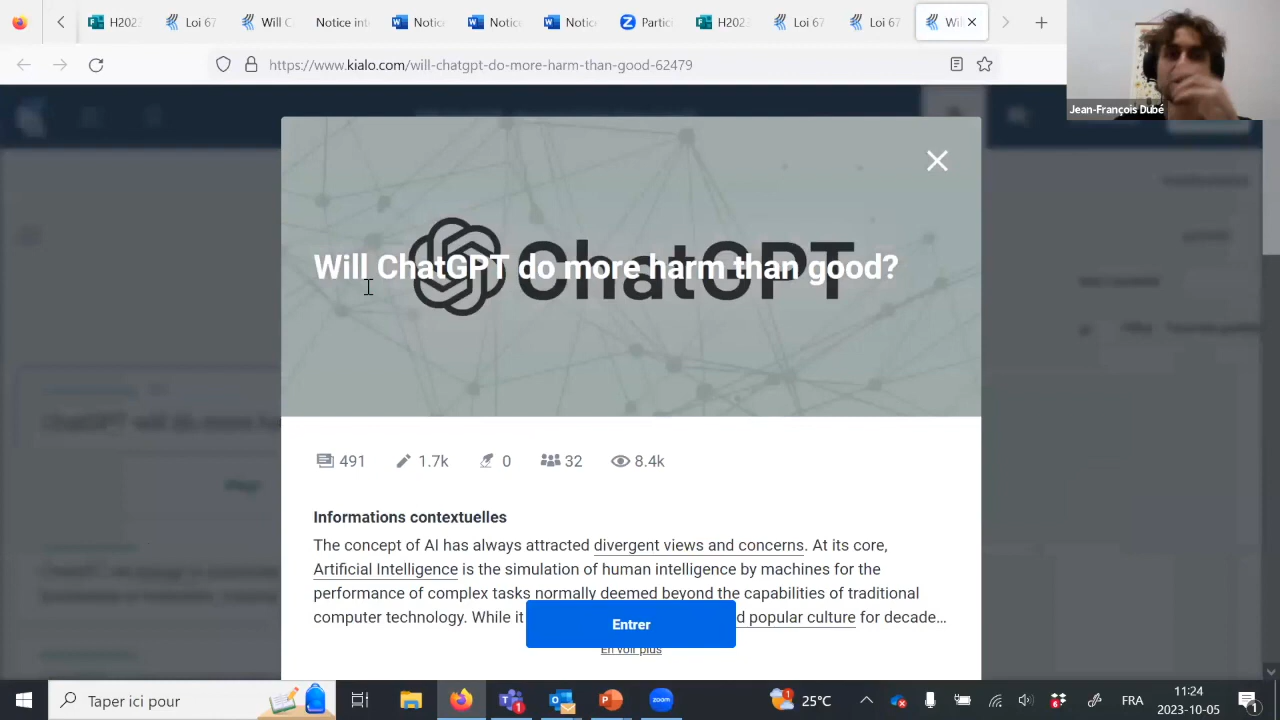 H202
Loi 67
Will C
Notice int
Notice
Notice
Notice
Partici
H202
Loi 67
Loi 67
Wi
https://www.kialo.com/will-chatgpt-do-more-harm-than-good-62479
Jean-François Dubé
ChatGPT
Will ChatGPT do more harm than good?
491
1.7k
0
32
8.4k
Informations contextuelles
The concept of AI has always attracted divergent views and concerns. At its core,
Artificial Intelligence is the simulation of human intelligence by machines for the
performance of complex tasks normally deemed beyond the capabilities of traditional
computer technology. While it d popular culture for decade…
Entrer
En voir plus
Taper ici pour
25°C
FRA
11:24
2023-10-05